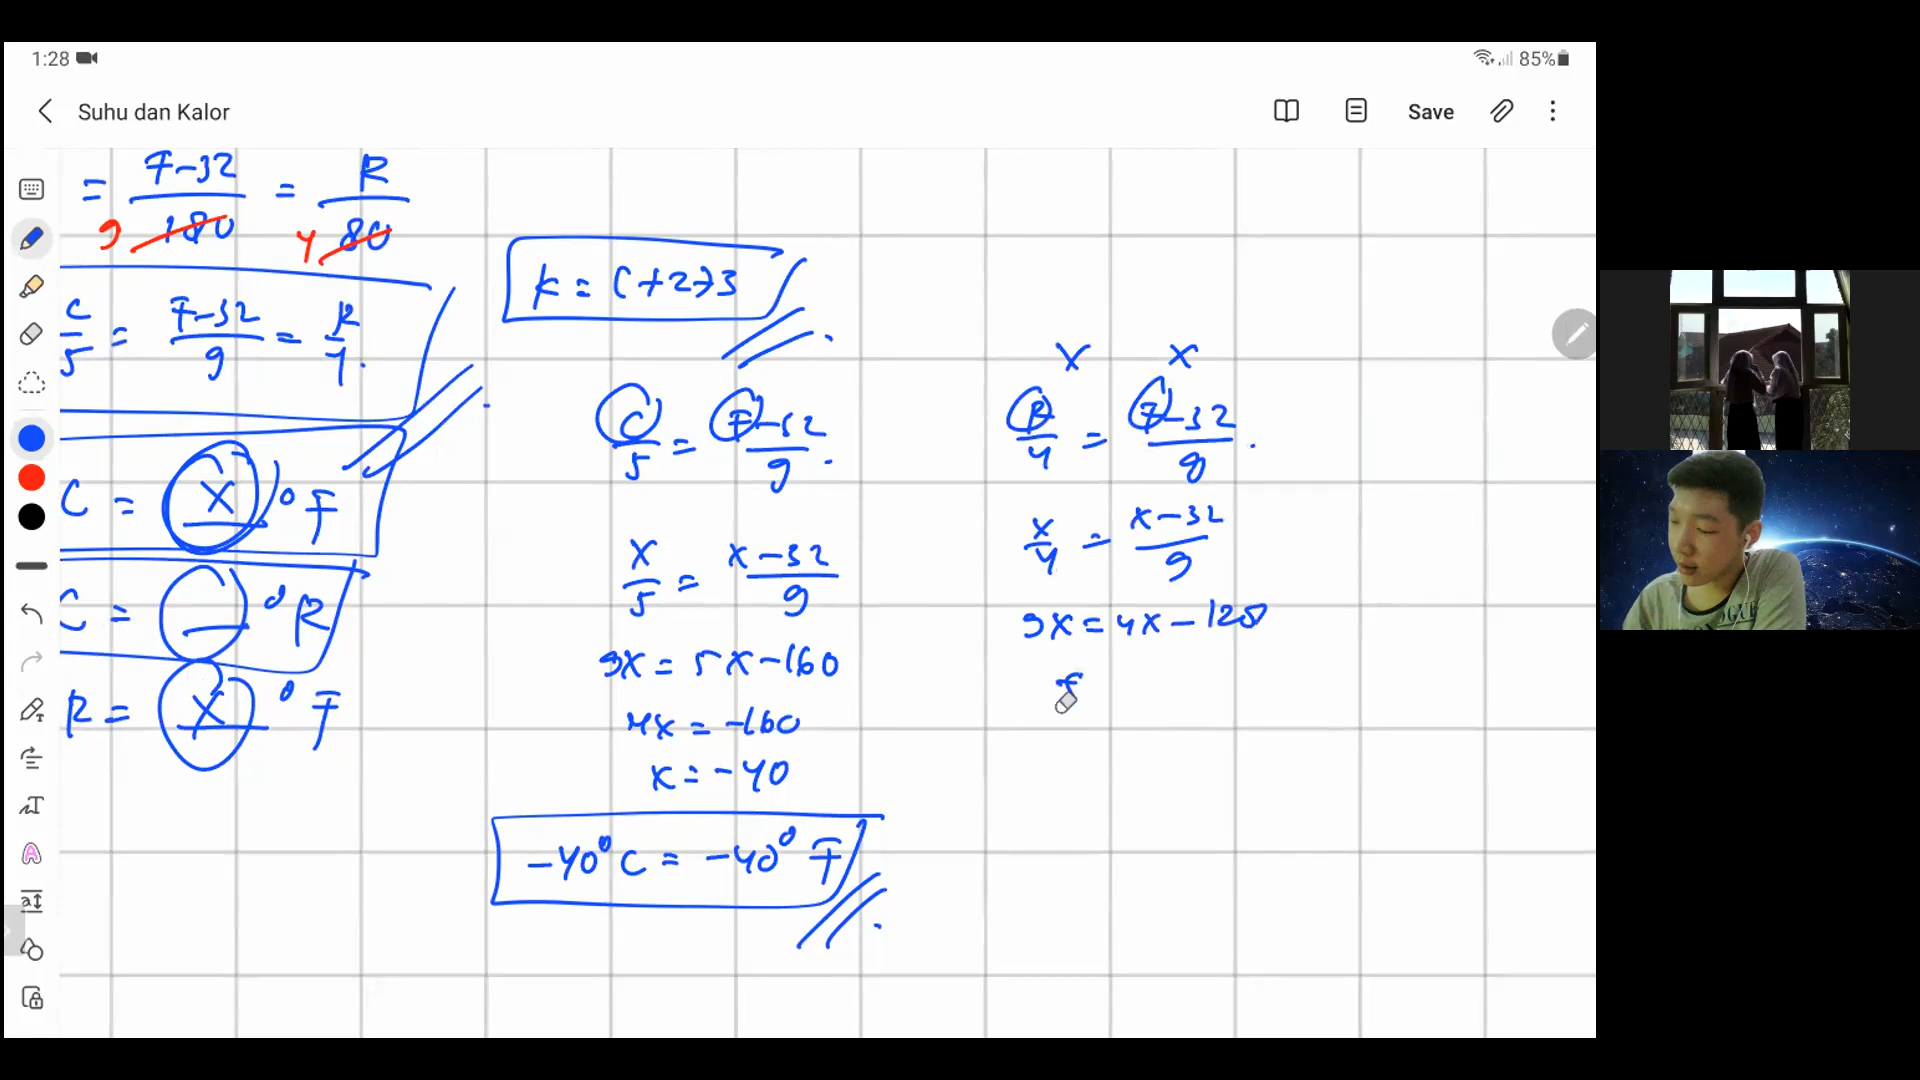 1:28 85%
Suhu dan Kalor
Save
= F-32/180 = R/80
9 4
C/5 = F-32/9 = R/4.
C = X °F
C = _ °R
R = X °F
K = C + 273
C/5 = F-32/9.
X/5 = X-32/9
9X = 5X-160
4X = -160
X = -40
-40°C = -40°F
X X
R/4 = F-32/9.
X/4 = X-32/9
9X = 4X-128
VOGUE